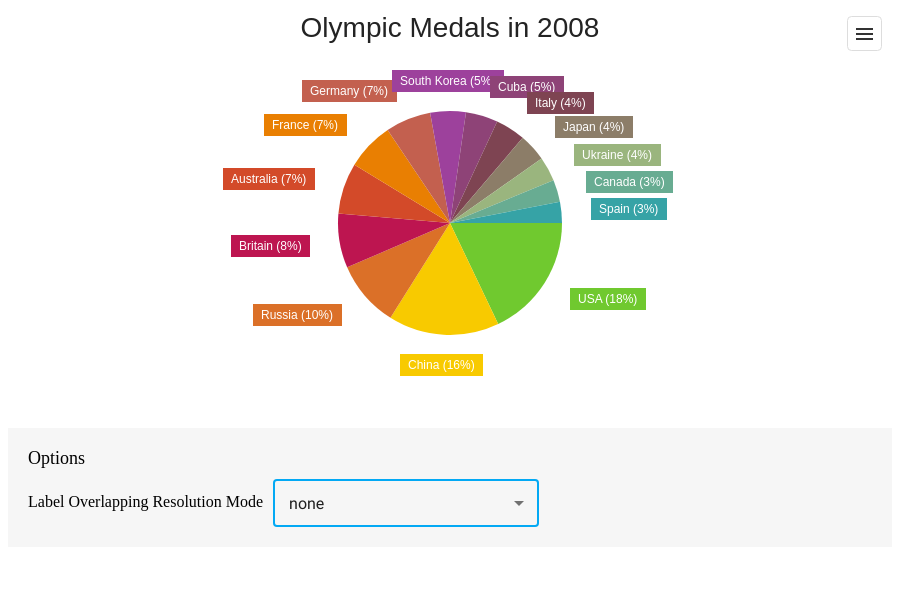 Olympic Medals in 2008
South Korea (5%
Cuba (5%)
Germany (7%)
Italy (4%)
France (7%)
Japan (4%)
Ukraine (4%)
Australia (7%)
Canada (3%)
Spain (3%)
Britain (8%)
USA (18%)
Russia (10%)
China (16%)
Options
Label Overlapping Resolution Mode
none